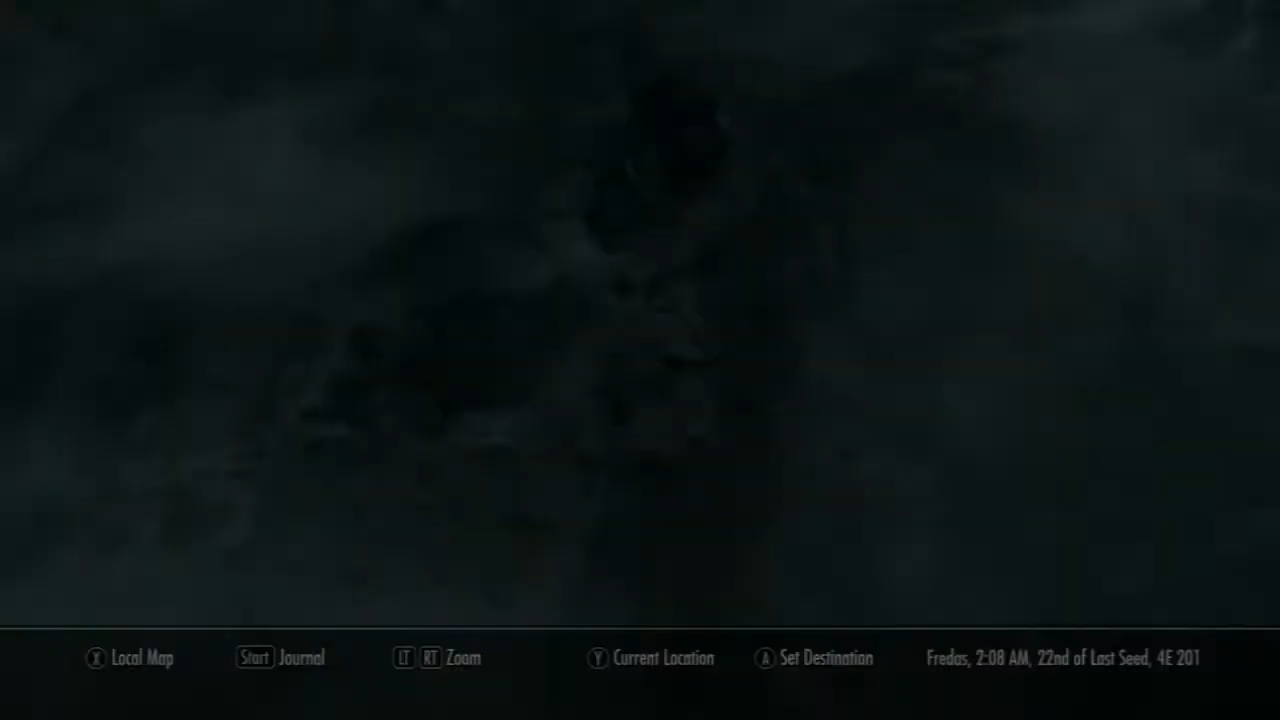 X Local Map Start Journal LT RT Zoom Y Current Location A Set Destination Fredas, 2:08 AM, 22nd of Last Seed, 4E 201